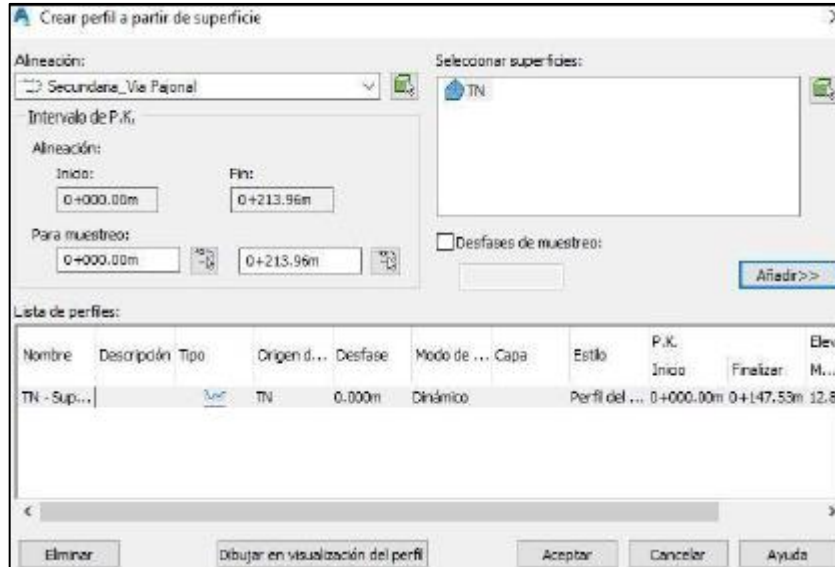 Crear perfil a partir de superficie
Alineación:
Secundaria_Via Pajonal
Seleccionar superficies:
TN
Intervalo de P.K.
Alineación:
Inicio:
Fin:
0+000.00m
0+213.96m
Para muestreo:
0+000.00m
0+213.96m
Desfases de muestreo:
Añadir>>
Lista de perfiles:
Nombre Descripción Tipo Origen d... Desfase Modo de ... Capa Estilo P.K. Elev
Inicio Finalizar M...
TN - Sup... TN 0.000m Dinámico Perfil del ... 0+000.00m 0+147.53m 12.8
Eliminar
Dibujar en visualización del perfil
Aceptar
Cancelar
Ayuda